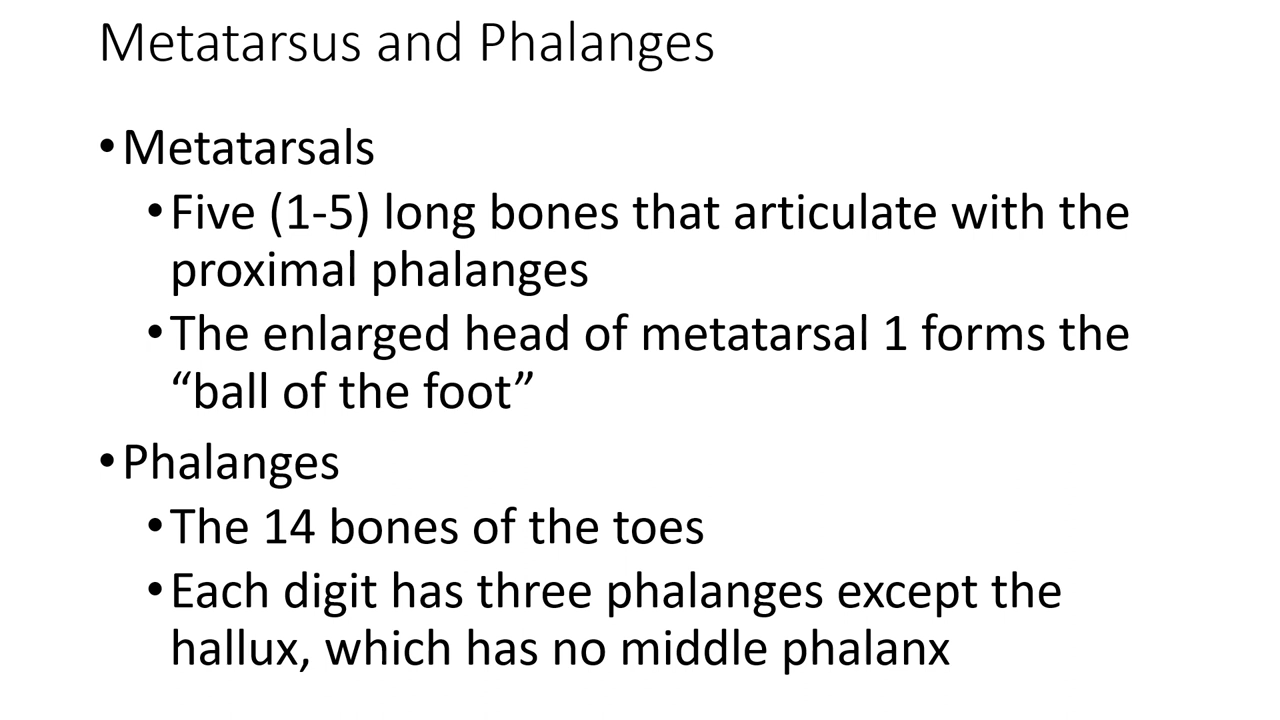 Metatarsus and Phalanges
•Metatarsals
•Five (1-5) long bones that articulate with the
proximal phalanges
•The enlarged head of metatarsal 1 forms the
“ball of the foot”
•Phalanges
•The 14 bones of the toes
•Each digit has three phalanges except the
hallux, which has no middle phalanx